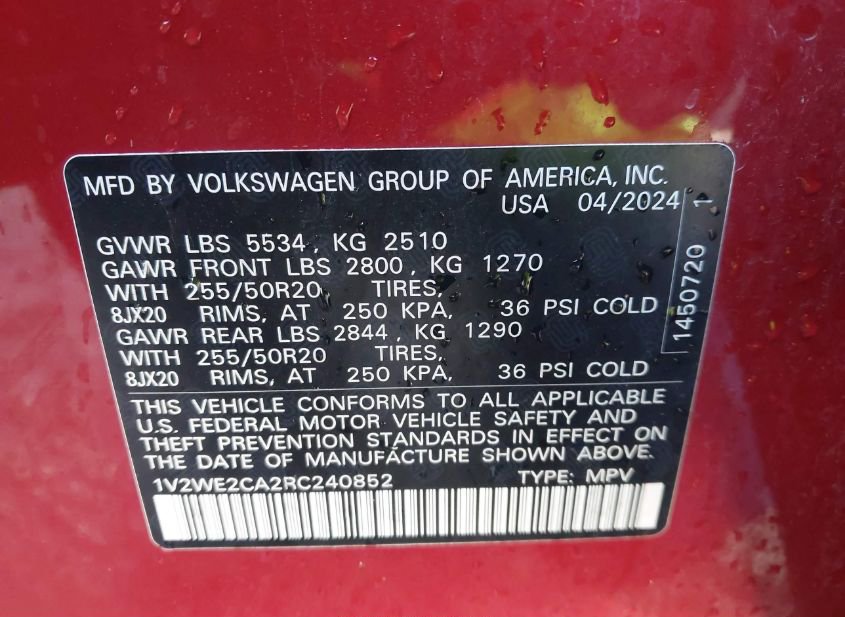 MFD BY VOLKSWAGEN GROUP OF AMERICA, INC.
USA 04/2024
GVWR LBS 5534, KG 2510
GAWR FRONT LBS 2800, KG 1270
WITH 255/50R20 TIRES,
8JX20 RIMS, AT 250 KPA, 36 PSI COLD
GAWR REAR LBS 2844, KG 1290
WITH 255/50R20 TIRES,
8JX20 RIMS, AT 250 KPA, 36 PSI COLD
THIS VEHICLE CONFORMS TO ALL APPLICABLE
U.S. FEDERAL MOTOR VEHICLE SAFETY AND
THEFT PREVENTION STANDARDS IN EFFECT ON
THE DATE OF MANUFACTURE SHOWN ABOVE.
1V2WE2CA2RC240852 TYPE: MPV
1450720 1